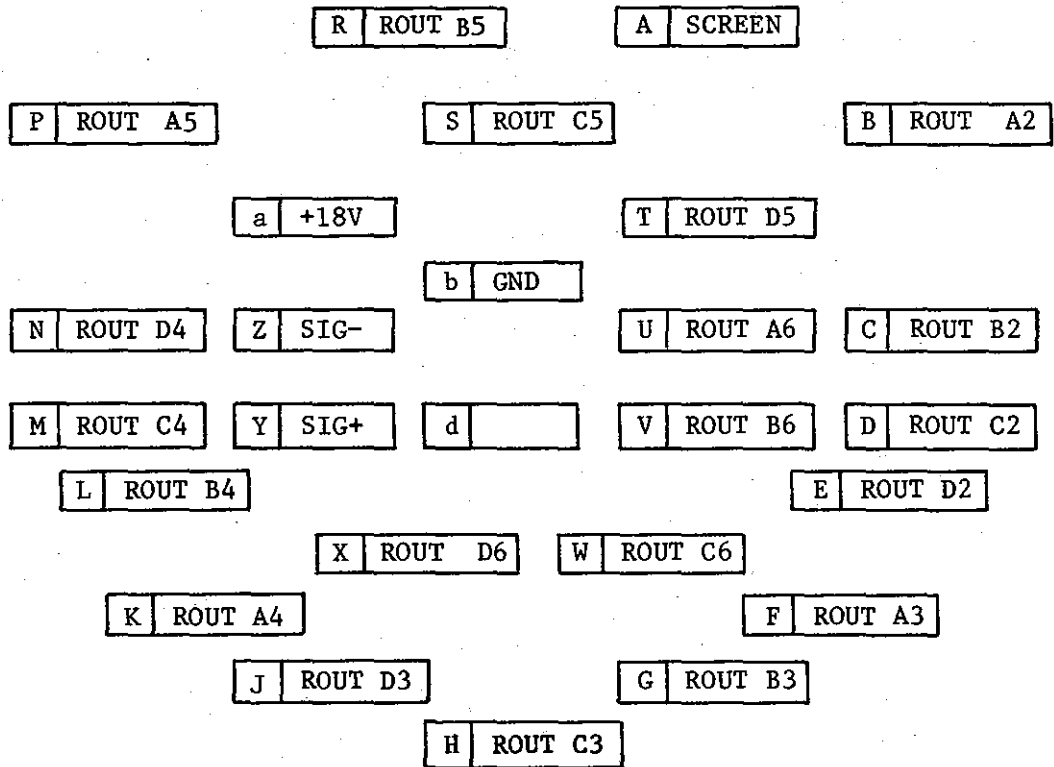 R ROUT B5 A SCREEN
P ROUT A5 S ROUT C5 B ROUT A2
a +18V T ROUT D5
b GND
N ROUT D4 Z SIG- U ROUT A6 C ROUT B2
M ROUT C4 Y SIG+ d V ROUT B6 D ROUT C2
L ROUT B4 E ROUT D2
X ROUT D6 W ROUT C6
K ROUT A4 F ROUT A3
J ROUT D3 G ROUT B3
H ROUT C3